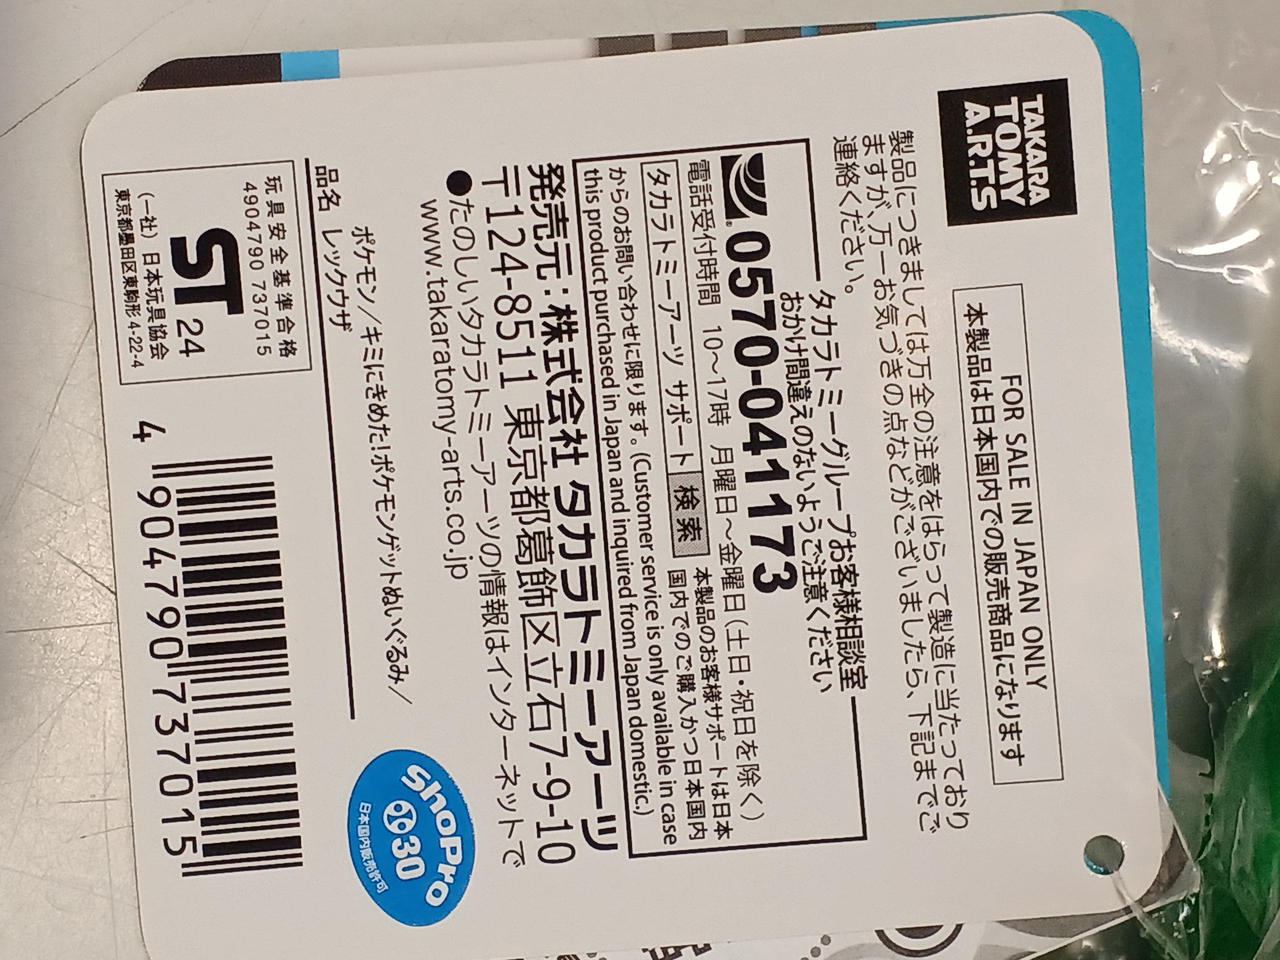 TAKARA
TOMY
A.R.T.S
FOR SALE IN JAPAN ONLY
本製品は日本国内での販売商品になります
製品につきましては万全の注意をはらって製造に当たっており
ますが、万一お気づきの点などがございましたら、下記までご
連絡ください。
タカラトミーグループお客様相談室
おかけ間違えのないようご注意ください
0570-041173
電話受付時間 10～17時 月曜日～金曜日(土日・祝日を除く)
タカラトミーアーツ サポート 検索
本製品のお客様サポートは日本
国内でのご購入かつ日本国内
からのお問い合わせに限ります。(Customer service is only available in case
this product purchased in Japan and inquired from Japan domestic.)
発売元：株式会社 タカラトミーアーツ
〒124-8511 東京都葛飾区立石7-9-10
●たのしいタカラトミーアーツの情報はインターネットで
www.takaratomy-arts.co.jp
ポケモン／キミにきめた！ポケモンゲットぬいぐるみ／
品名 レックウザ
玩具安全基準合格
4904790 737015
ST 24
(一社)日本玩具協会
東京都墨田区東駒形4-22-4
4 904790 737015
ShoPro
30
日本国内販売許可